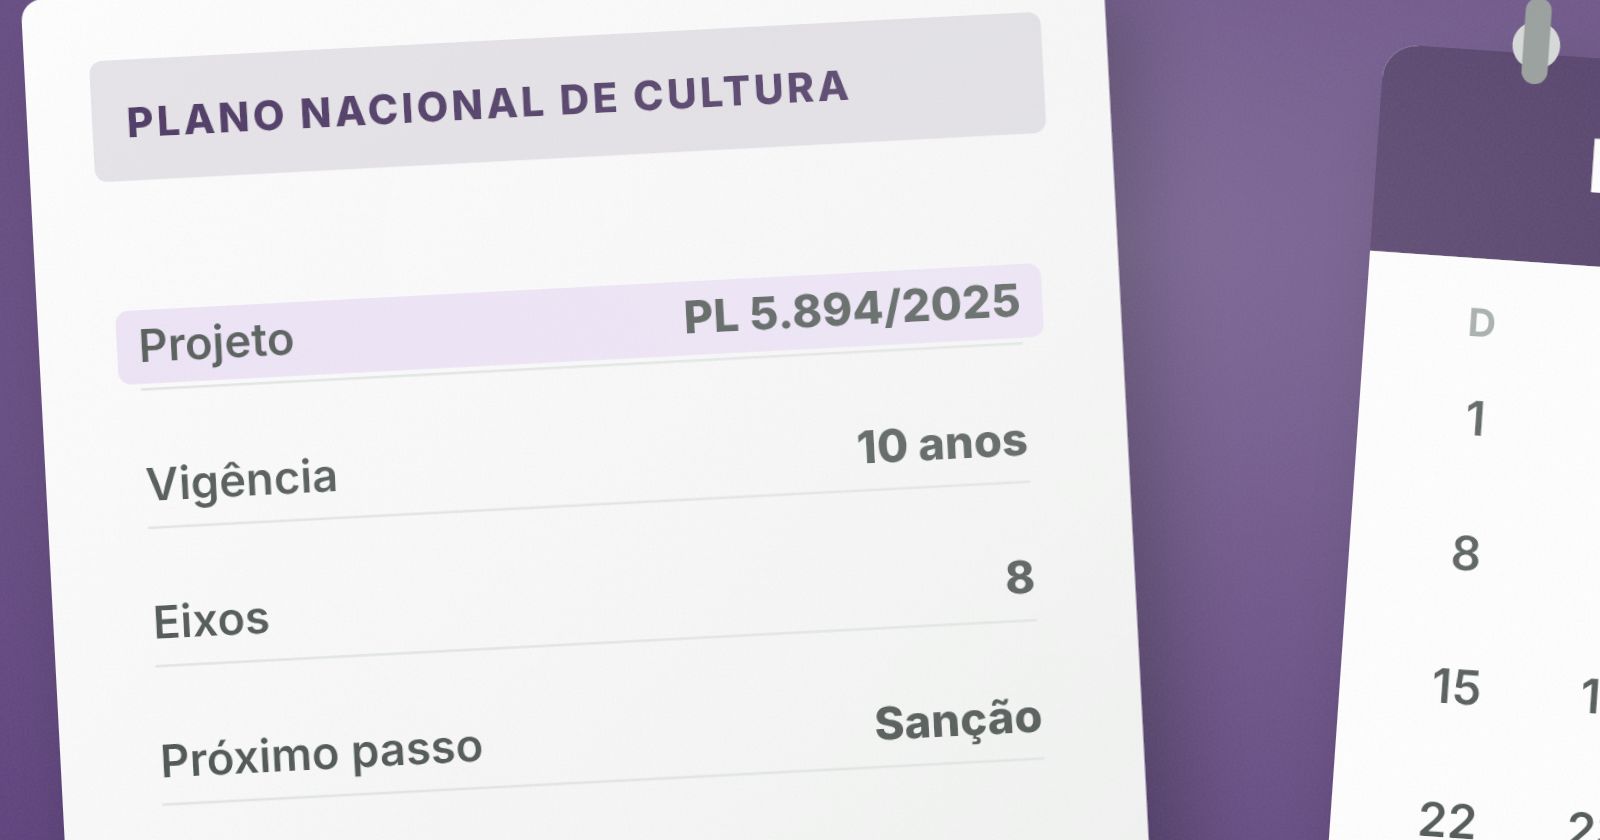 PLANO NACIONAL DE CULTURA
Projeto PL 5.894/2025
Vigência 10 anos
Eixos 8
Próximo passo Sanção
D
1
8
15
22